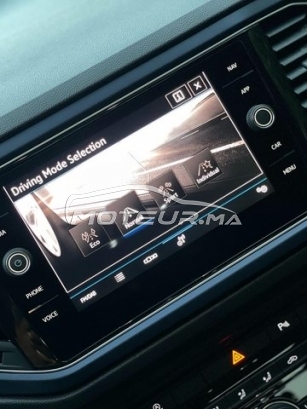 Driving Mode Selection
NAV
APP
CAR
MENU
PHONE
VOICE
Eco
Individual
MOTEUR.MA